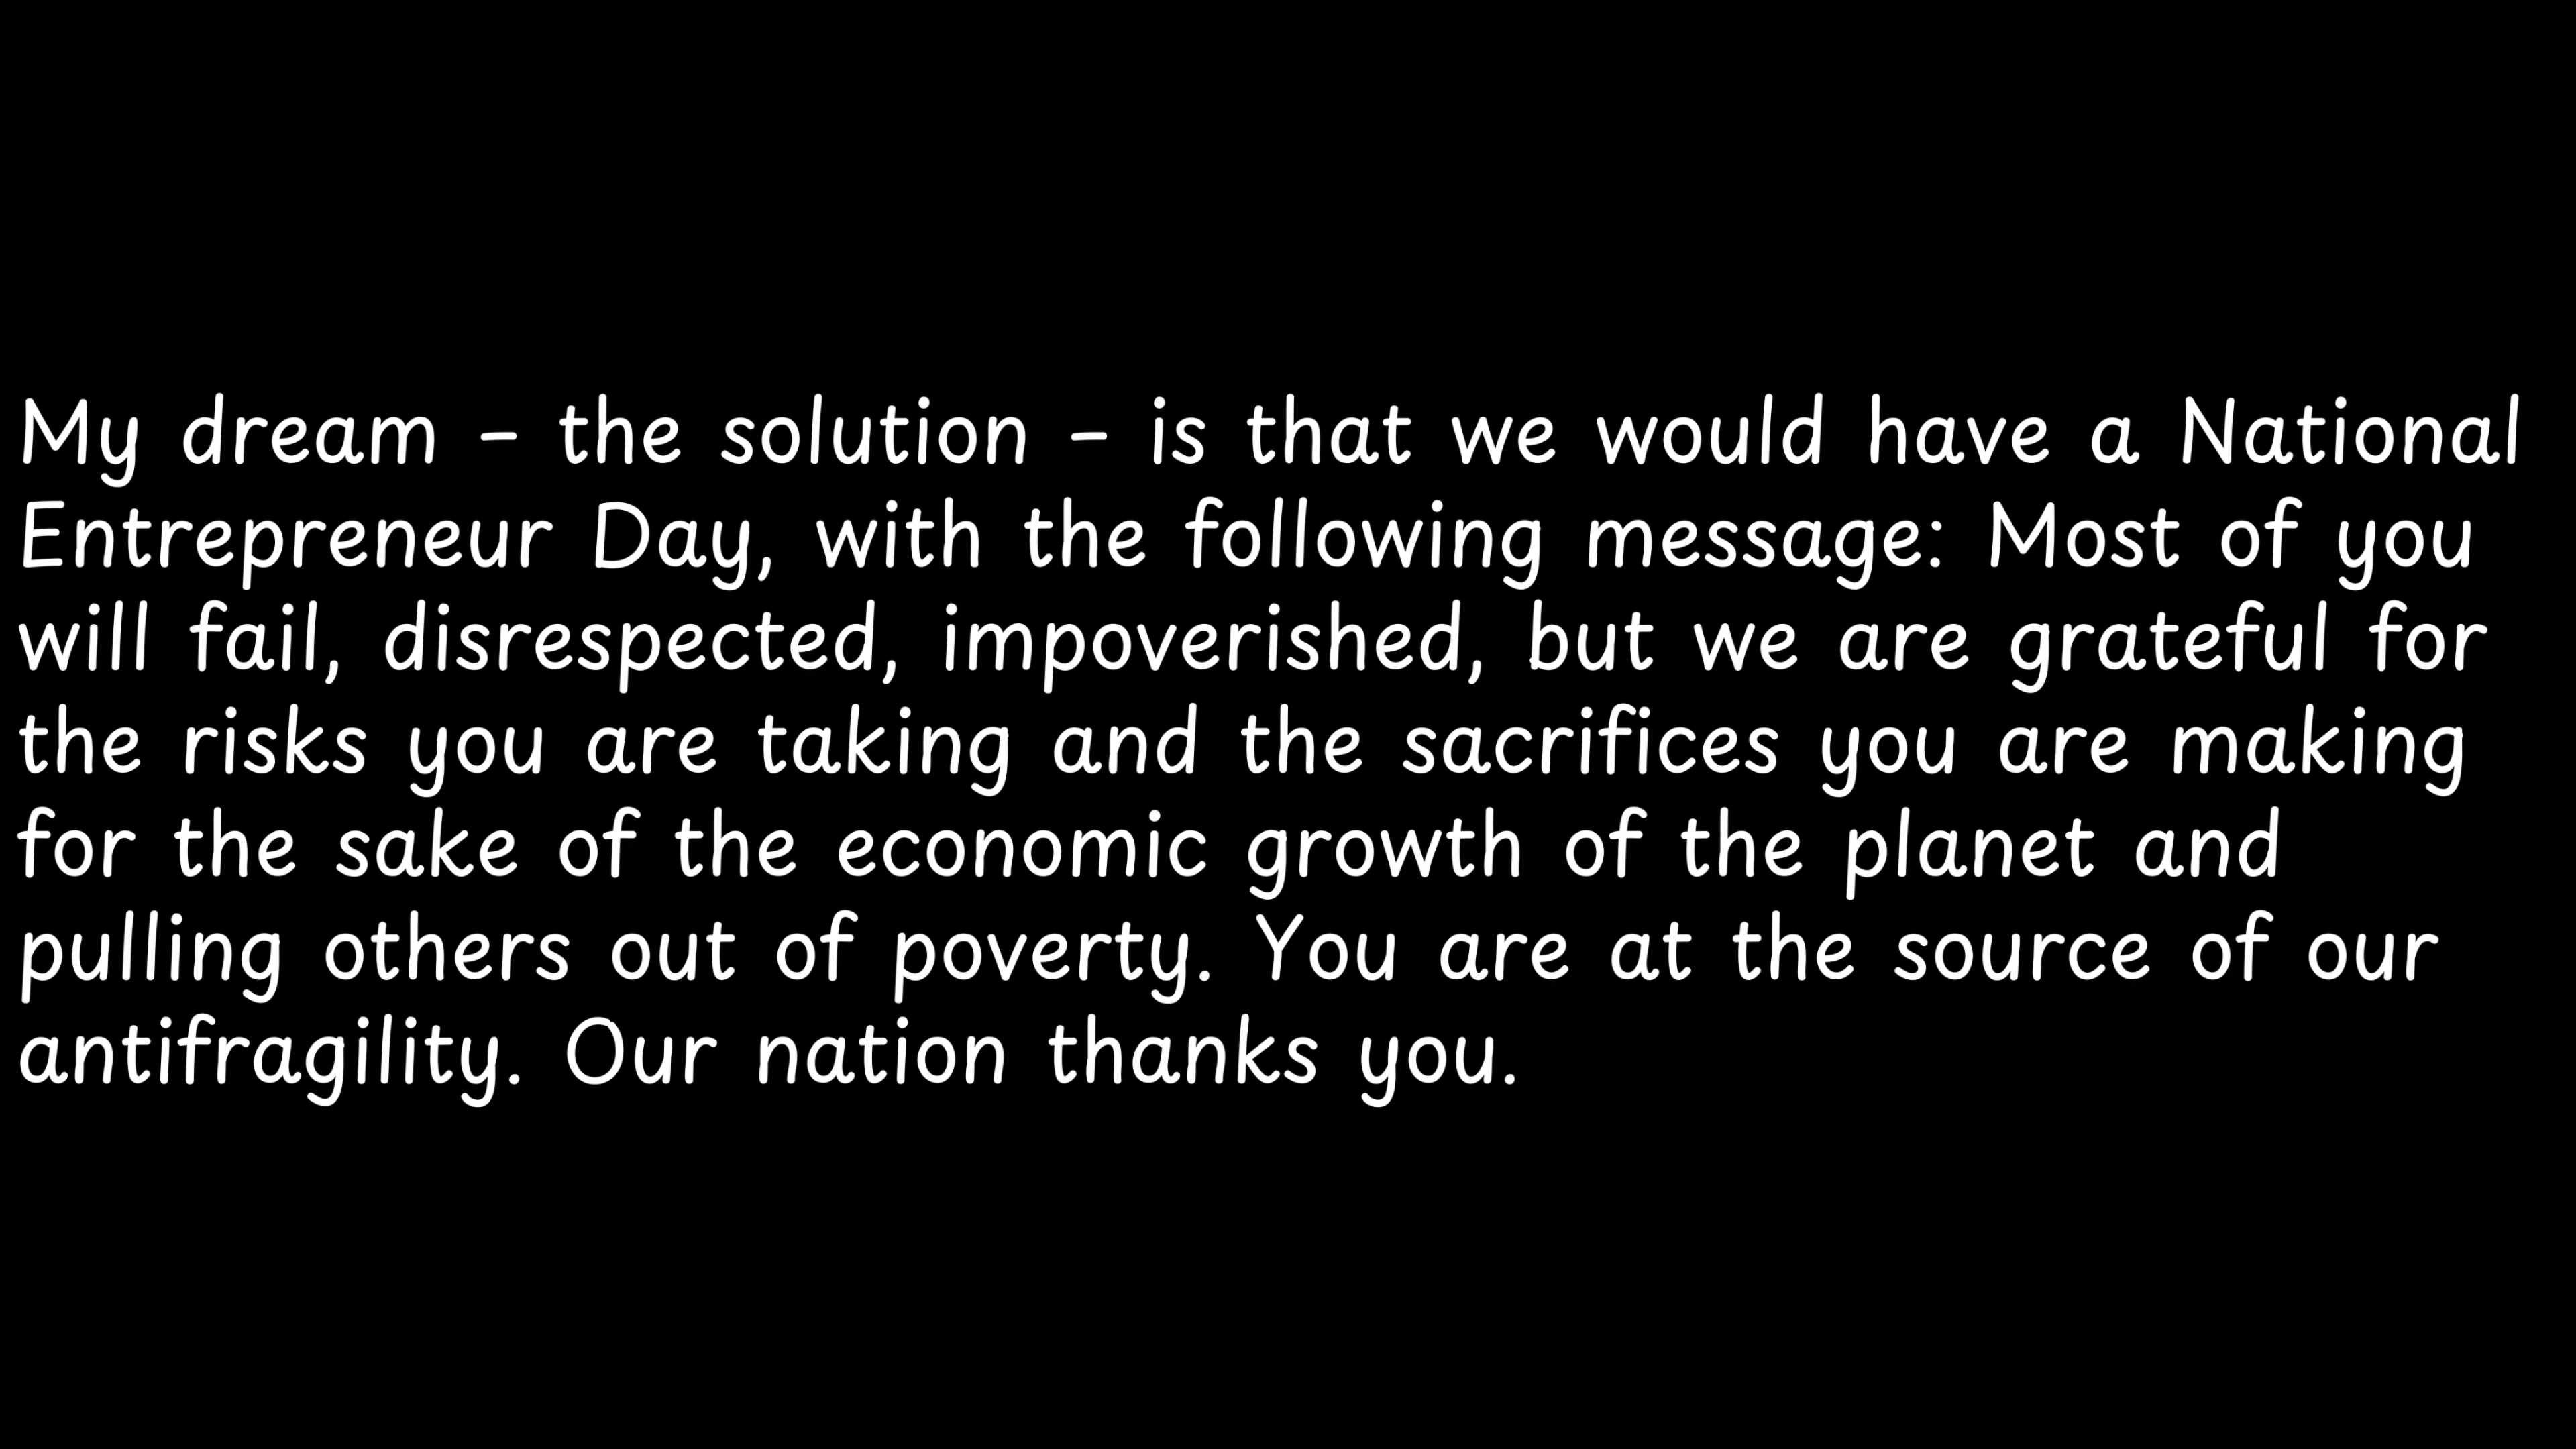 My dream – the solution – is that we would have a National
Entrepreneur Day, with the following message: Most of you
will fail, disrespected, impoverished, but we are grateful for
the risks you are taking and the sacrifices you are making
for the sake of the economic growth of the planet and
pulling others out of poverty. You are at the source of our
antifragility. Our nation thanks you.